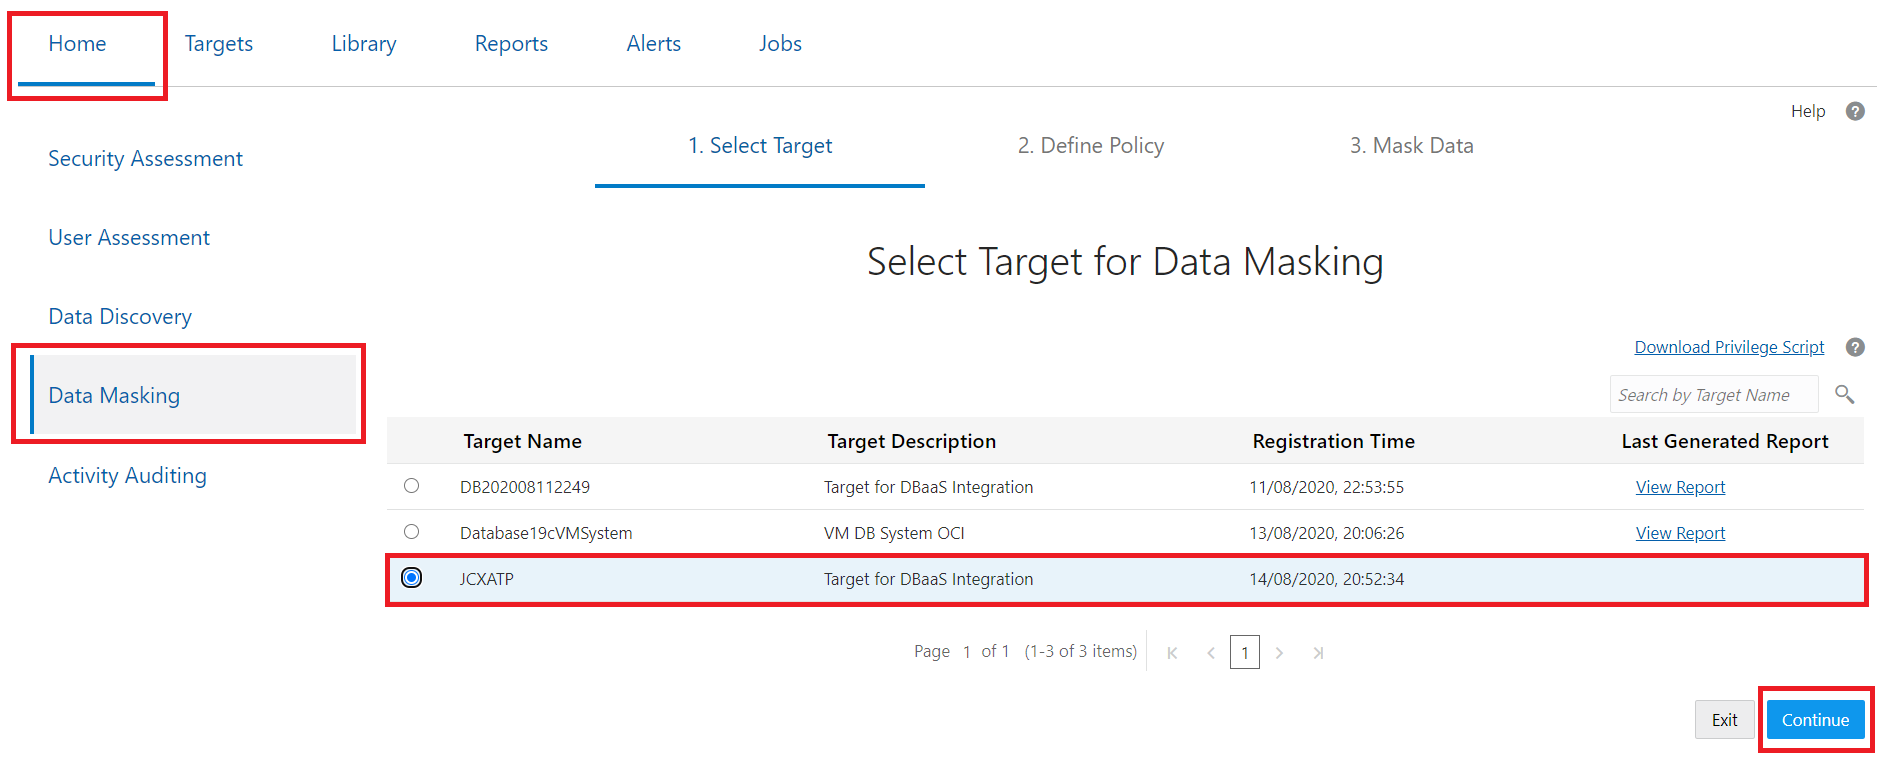 Home Targets Library Reports Alerts Jobs
Help ?
1. Select Target 2. Define Policy 3. Mask Data
Security Assessment
User Assessment
Data Discovery
Data Masking
Activity Auditing
Select Target for Data Masking
Download Privilege Script ?
Search by Target Name
Target Name Target Description Registration Time Last Generated Report
DB202008112249 Target for DBaaS Integration 11/08/2020, 22:53:55 View Report
Database19cVMSystem VM DB System OCI 13/08/2020, 20:06:26 View Report
JCXATP Target for DBaaS Integration 14/08/2020, 20:52:34
Page 1 of 1 (1-3 of 3 items) 1
Exit Continue